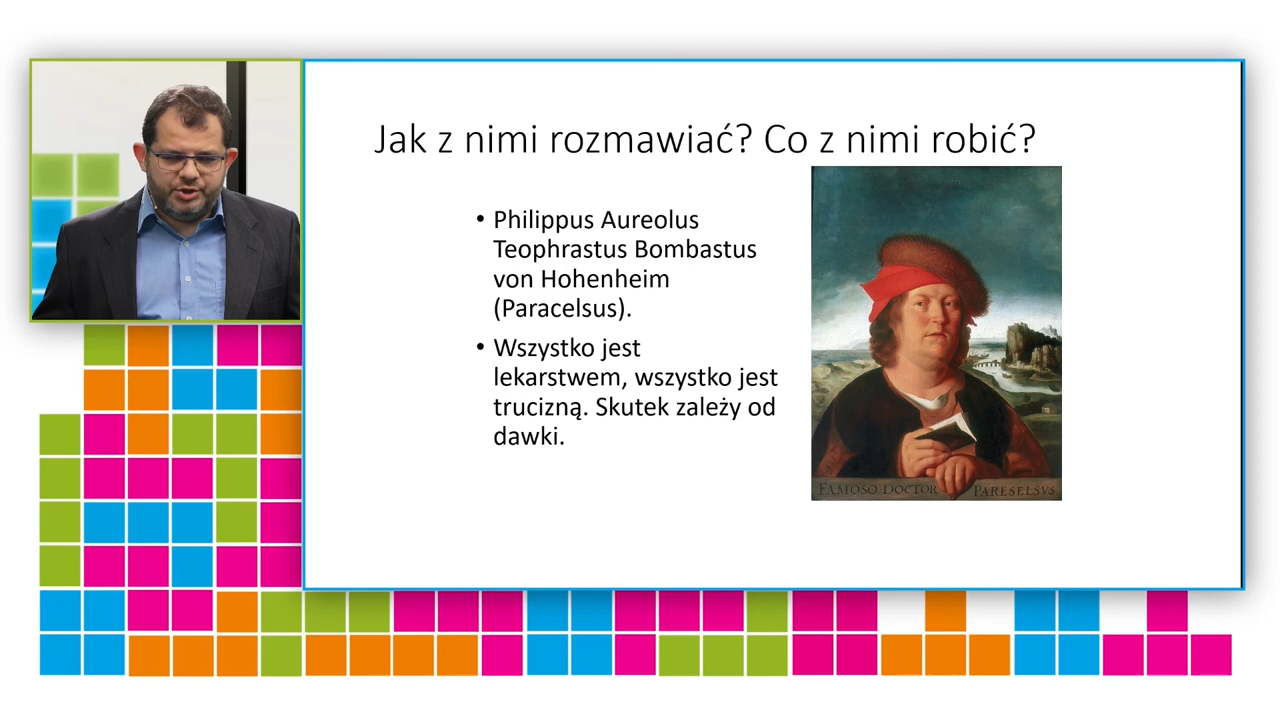 Jak z nimi rozmawiać? Co z nimi robić?
• Philippus Aureolus
Teophrastus Bombastus
von Hohenheim
(Paracelsus).
• Wszystko jest
lekarstwem, wszystko jest
trucizną. Skutek zależy od
dawki.
FAMOSO DOCTOR PARESELSVS